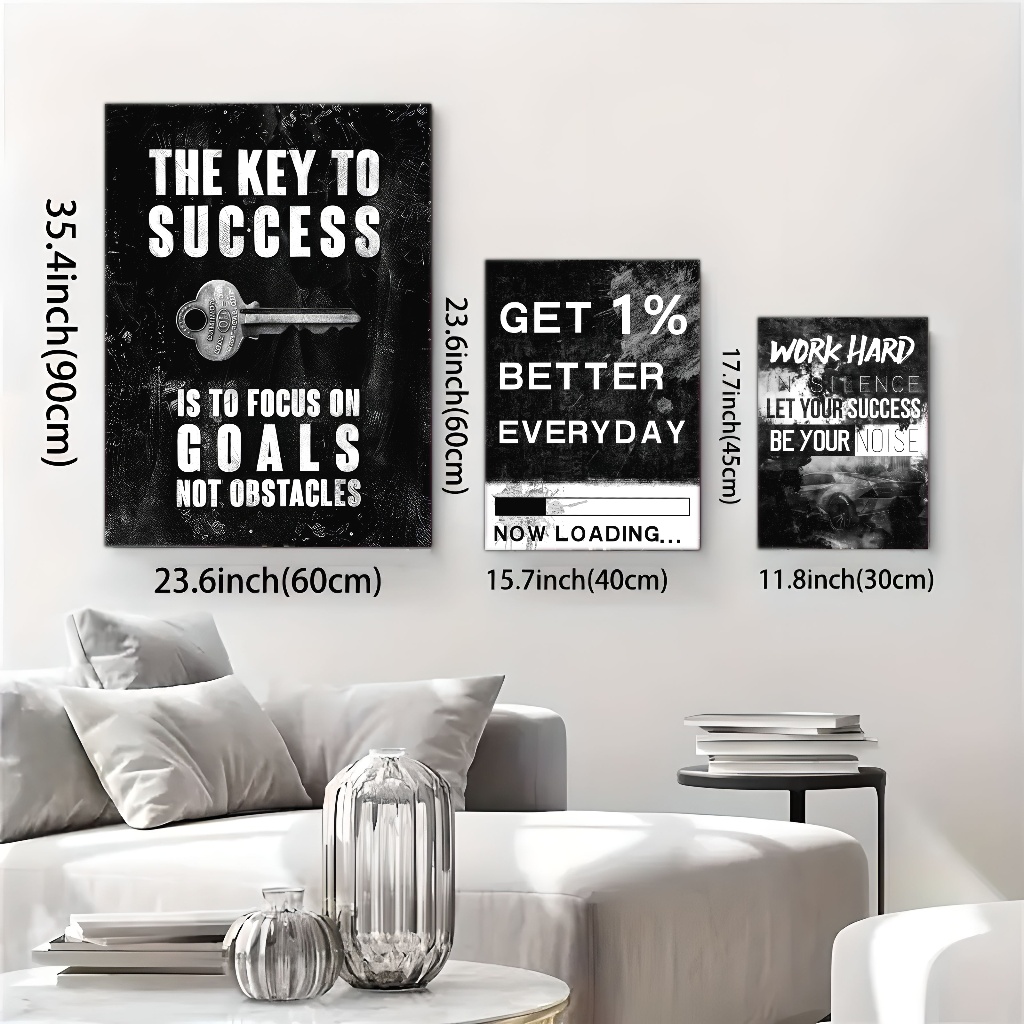 THE KEY TO
SUCCESS
IS TO FOCUS ON
GOALS
NOT OBSTACLES
35.4inch(90cm)
23.6inch(60cm)
GET 1%
BETTER
EVERYDAY
NOW LOADING...
23.6inch(60cm)
15.7inch(40cm)
WORK HARD
IN SILENCE
LET YOUR SUCCESS
BE YOUR NOISE
17.7inch(45cm)
11.8inch(30cm)